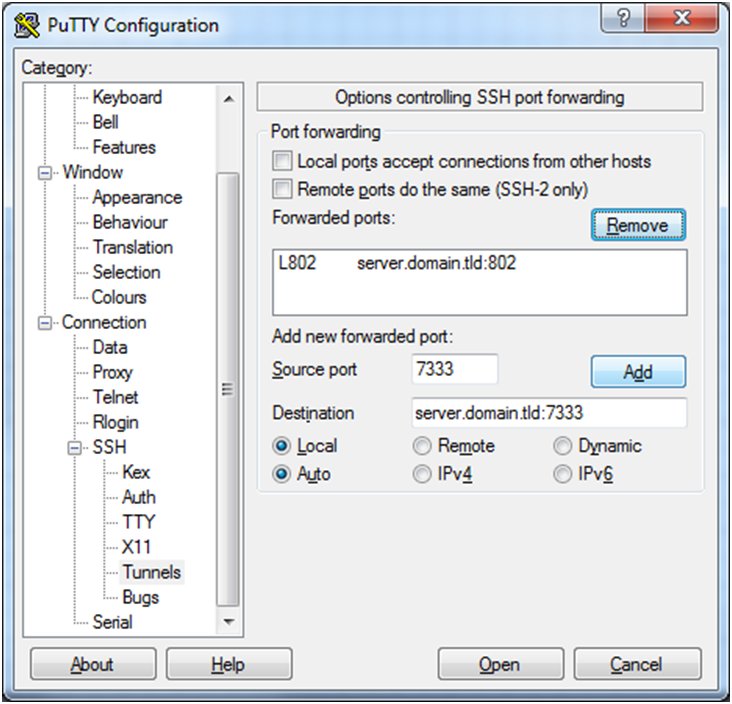 PuTTY Configuration
?
Category:
Keyboard
Bell
Features
Window
Appearance
Behaviour
Translation
Selection
Colours
Connection
Data
Proxy
Telnet
Rlogin
SSH
Kex
Auth
TTY
X11
Tunnels
Bugs
Serial
Options controlling SSH port forwarding
Port forwarding
Local ports accept connections from other hosts
Remote ports do the same (SSH-2 only)
Forwarded ports:
Remove
L802 server.domain.tld:802
Add new forwarded port:
Source port 7333 Add
Destination server.domain.tld:7333
Local Remote Dynamic
Auto IPv4 IPv6
About Help Open Cancel